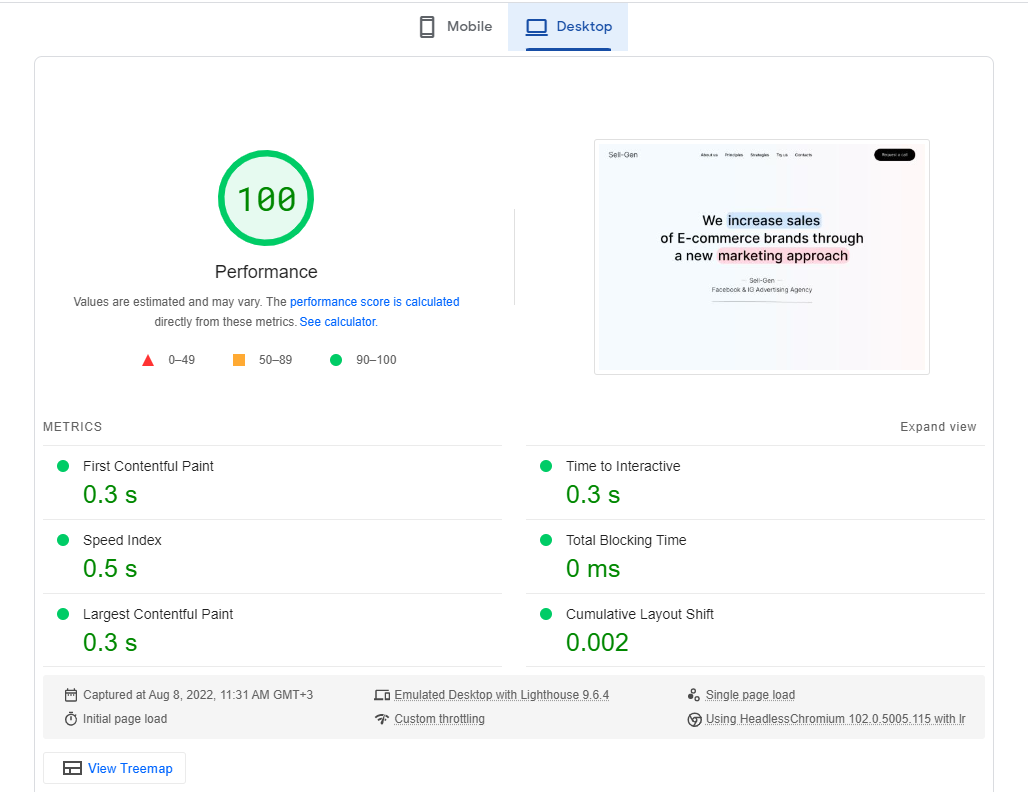 Mobile
Desktop
100
Performance
Values are estimated and may vary. The performance score is calculated
directly from these metrics. See calculator.
0–49
50–89
90–100
Sell-Gen
About us Principles Strategies Try us Contacts
Request a call
We increase sales
of E-commerce brands through
a new marketing approach
Sell-Gen
Facebook & IG Advertising Agency
METRICS
Expand view
First Contentful Paint
0.3 s
Time to Interactive
0.3 s
Speed Index
0.5 s
Total Blocking Time
0 ms
Largest Contentful Paint
0.3 s
Cumulative Layout Shift
0.002
Captured at Aug 8, 2022, 11:31 AM GMT+3
Emulated Desktop with Lighthouse 9.6.4
Single page load
Initial page load
Custom throttling
Using HeadlessChromium 102.0.5005.115 with lr
View Treemap